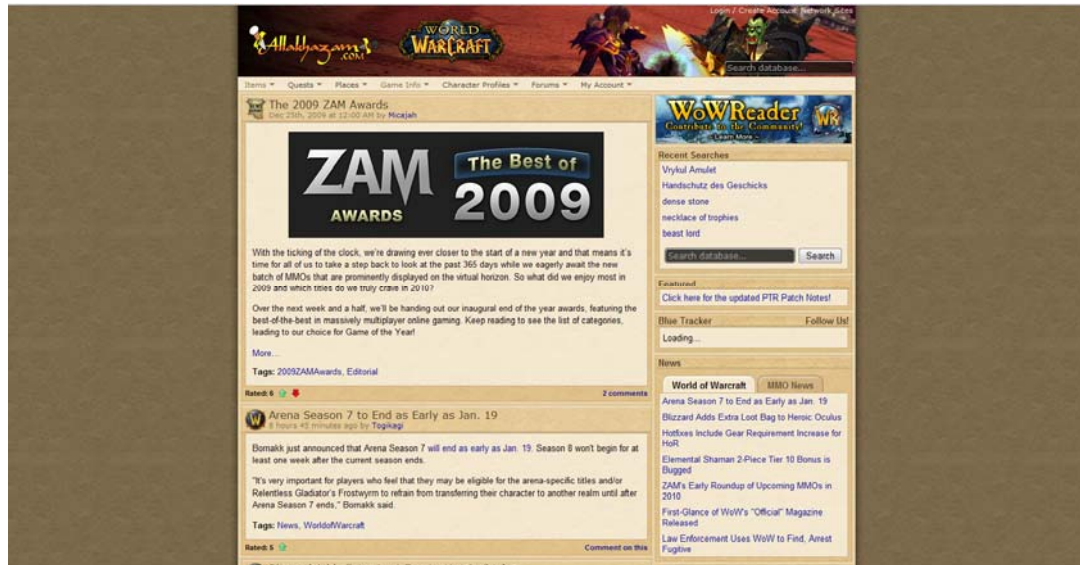 Login / Create Account Network Sites
Allakhazam.com
WORLD
WARCRAFT
Search database...
Items Quests Places Game Info Character Profiles Forums My Account
The 2009 ZAM Awards
Dec 25th, 2009 at 12:00 AM by Micajah
ZAM
AWARDS
The Best of
2009
With the ticking of the clock, we're drawing ever closer to the start of a new year and that means it's
time for all of us to take a step back to look at the past 365 days while we eagerly await the new
batch of MMOs that are prominently displayed on the virtual horizon. So what did we enjoy most in
2009 and which titles do we truly crave in 2010?
Over the next week and a half, we'll be handing out our inaugural end of the year awards, featuring the
best-of-the-best in massively multiplayer online gaming. Keep reading to see the list of categories,
leading to our choice for Game of the Year!
More...
Tags: 2009ZAMAwards, Editorial
Rated: 6 2 comments
Arena Season 7 to End as Early as Jan. 19
8 hours 45 minutes ago by Togikagi
Bornakk just announced that Arena Season 7 will end as early as Jan. 19. Season 8 won't begin for at
least one week after the current season ends.
"It's very important for players who feel that they may be eligible for the arena-specific titles and/or
Relentless Gladiator's Frostwyrm to refrain from transferring their character to another realm until after
Arena Season 7 ends," Bornakk said.
Tags: News, WorldofWarcraft
Rated: 5 Comment on this
WoWReader
Contribute to the Community!
~ Learn More ~
WR
Recent Searches
Vrykul Amulet
Handschutz des Geschicks
dense stone
necklace of trophies
beast lord
Search database... Search
Featured
Click here for the updated PTR Patch Notes!
Blue Tracker Follow Us!
Loading...
News
World of Warcraft MMO News
Arena Season 7 to End as Early as Jan. 19
Blizzard Adds Extra Loot Bag to Heroic Oculus
Hotfixes Include Gear Requirement Increase for
HoR
Elemental Shaman 2-Piece Tier 10 Bonus is
Bugged
ZAM's Early Roundup of Upcoming MMOs in
2010
First-Glance of WoW's "Official" Magazine
Released
Law Enforcement Uses WoW to Find, Arrest
Fugitive